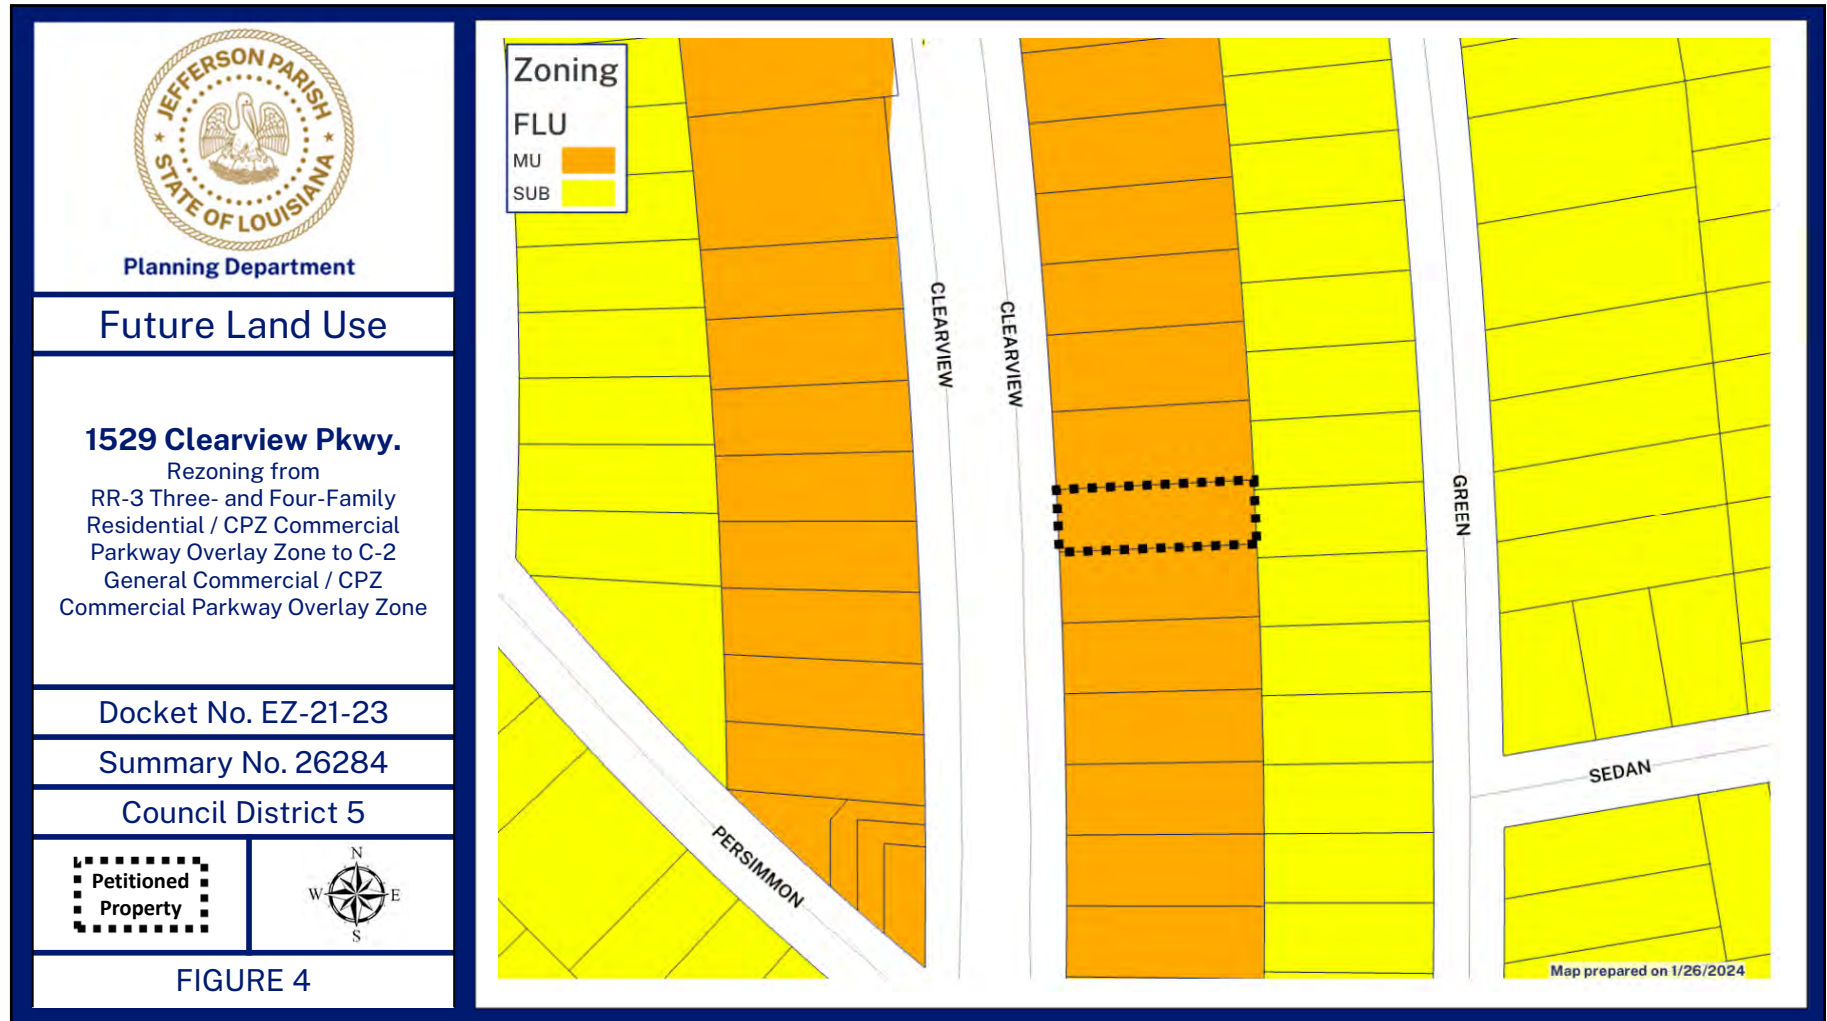 JEFFERSON PARISH
STATE OF LOUISIANA
Planning Department
Future Land Use
1529 Clearview Pkwy.
Rezoning from
RR-3 Three- and Four-Family
Residential / CPZ Commercial
Parkway Overlay Zone to C-2
General Commercial / CPZ
Commercial Parkway Overlay Zone
Docket No. EZ-21-23
Summary No. 26284
Council District 5
Petitioned
Property
N
W E
S
FIGURE 4
Zoning
FLU
MU
SUB
CLEARVIEW
CLEARVIEW
GREEN
SEDAN
PERSIMMON
Map prepared on 1/26/2024